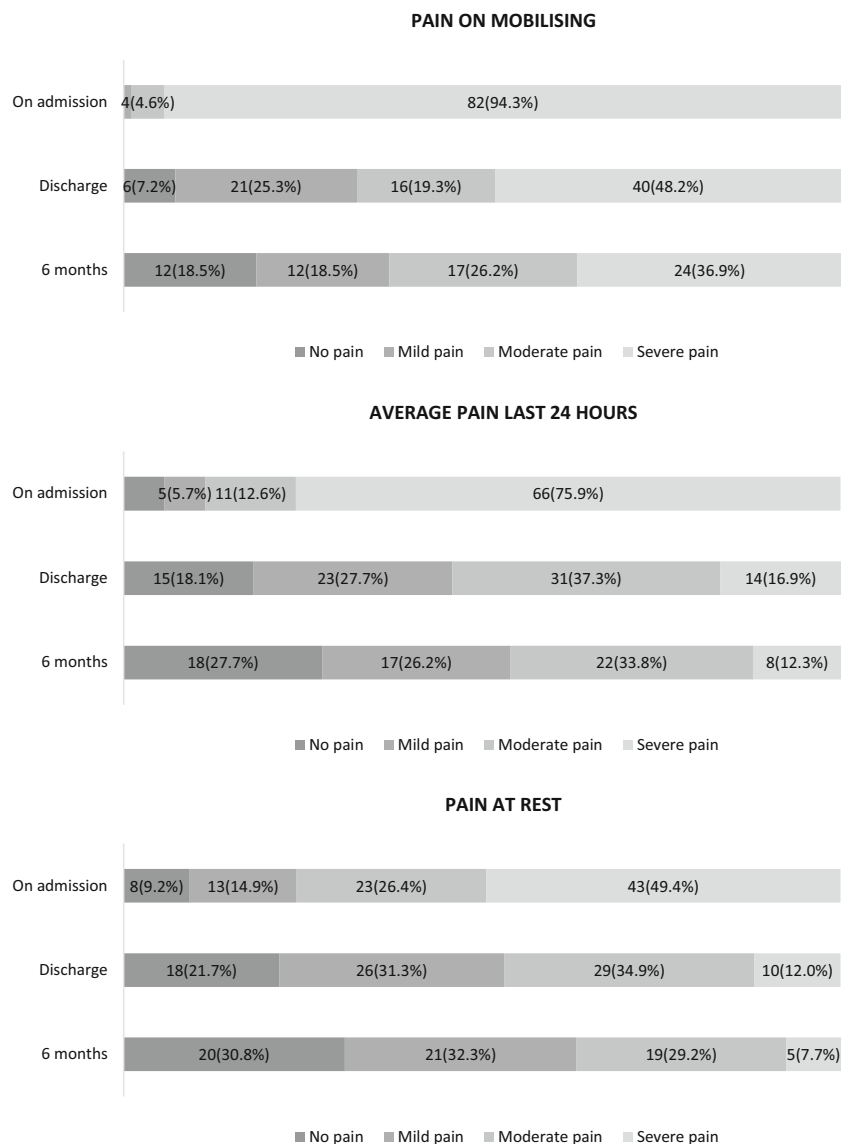 PAIN ON MOBILISING
On admission 4(4.6%) 82(94.3%)
Discharge 6(7.2%) 21(25.3%) 16(19.3%) 40(48.2%)
6 months 12(18.5%) 12(18.5%) 17(26.2%) 24(36.9%)
No pain Mild pain Moderate pain Severe pain
AVERAGE PAIN LAST 24 HOURS
On admission 5(5.7%) 11(12.6%) 66(75.9%)
Discharge 15(18.1%) 23(27.7%) 31(37.3%) 14(16.9%)
6 months 18(27.7%) 17(26.2%) 22(33.8%) 8(12.3%)
No pain Mild pain Moderate pain Severe pain
PAIN AT REST
On admission 8(9.2%) 13(14.9%) 23(26.4%) 43(49.4%)
Discharge 18(21.7%) 26(31.3%) 29(34.9%) 10(12.0%)
6 months 20(30.8%) 21(32.3%) 19(29.2%) 5(7.7%)
No pain Mild pain Moderate pain Severe pain